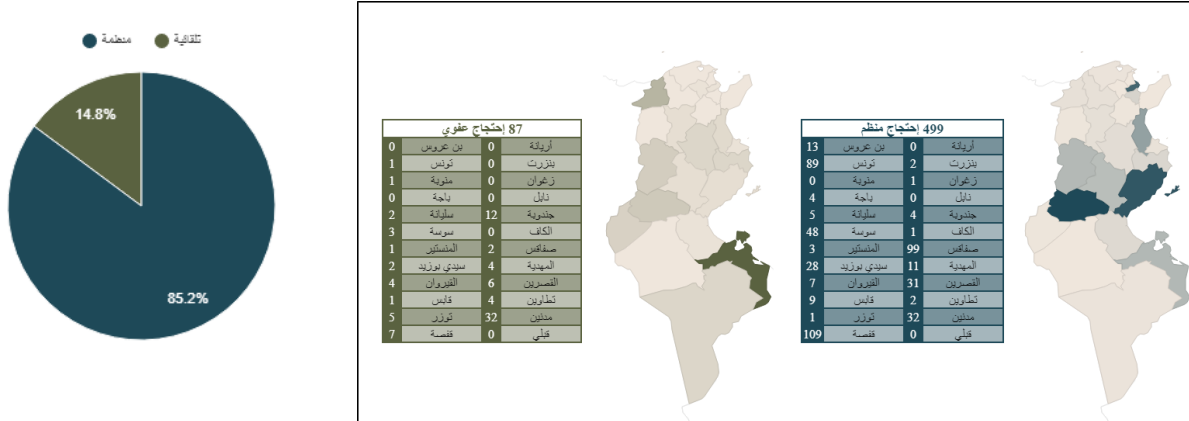 منظمة
تلقائية
14.8%
85.2%
87 إحتجاج عفوي
أريانة 0 بن عروس 0
بنزرت 0 تونس 1
زغوان 0 منوبة 1
نابل 0 باجة 0
جندوبة 12 سليانة 2
الكاف 0 سوسة 3
صفاقس 2 المنستير 1
المهدية 4 سيدي بوزيد 2
القصرين 6 القيروان 4
تطاوين 4 قابس 1
مدنين 32 توزر 5
قبلي 0 قفصة 7
499 إحتجاج منظم
أريانة 0 بن عروس 13
بنزرت 2 تونس 89
زغوان 1 منوبة 0
نابل 0 باجة 4
جندوبة 4 سليانة 5
الكاف 1 سوسة 48
صفاقس 99 المنستير 3
المهدية 11 سيدي بوزيد 28
القصرين 31 القيروان 7
تطاوين 2 قابس 9
مدنين 32 توزر 1
قبلي 0 قفصة 109